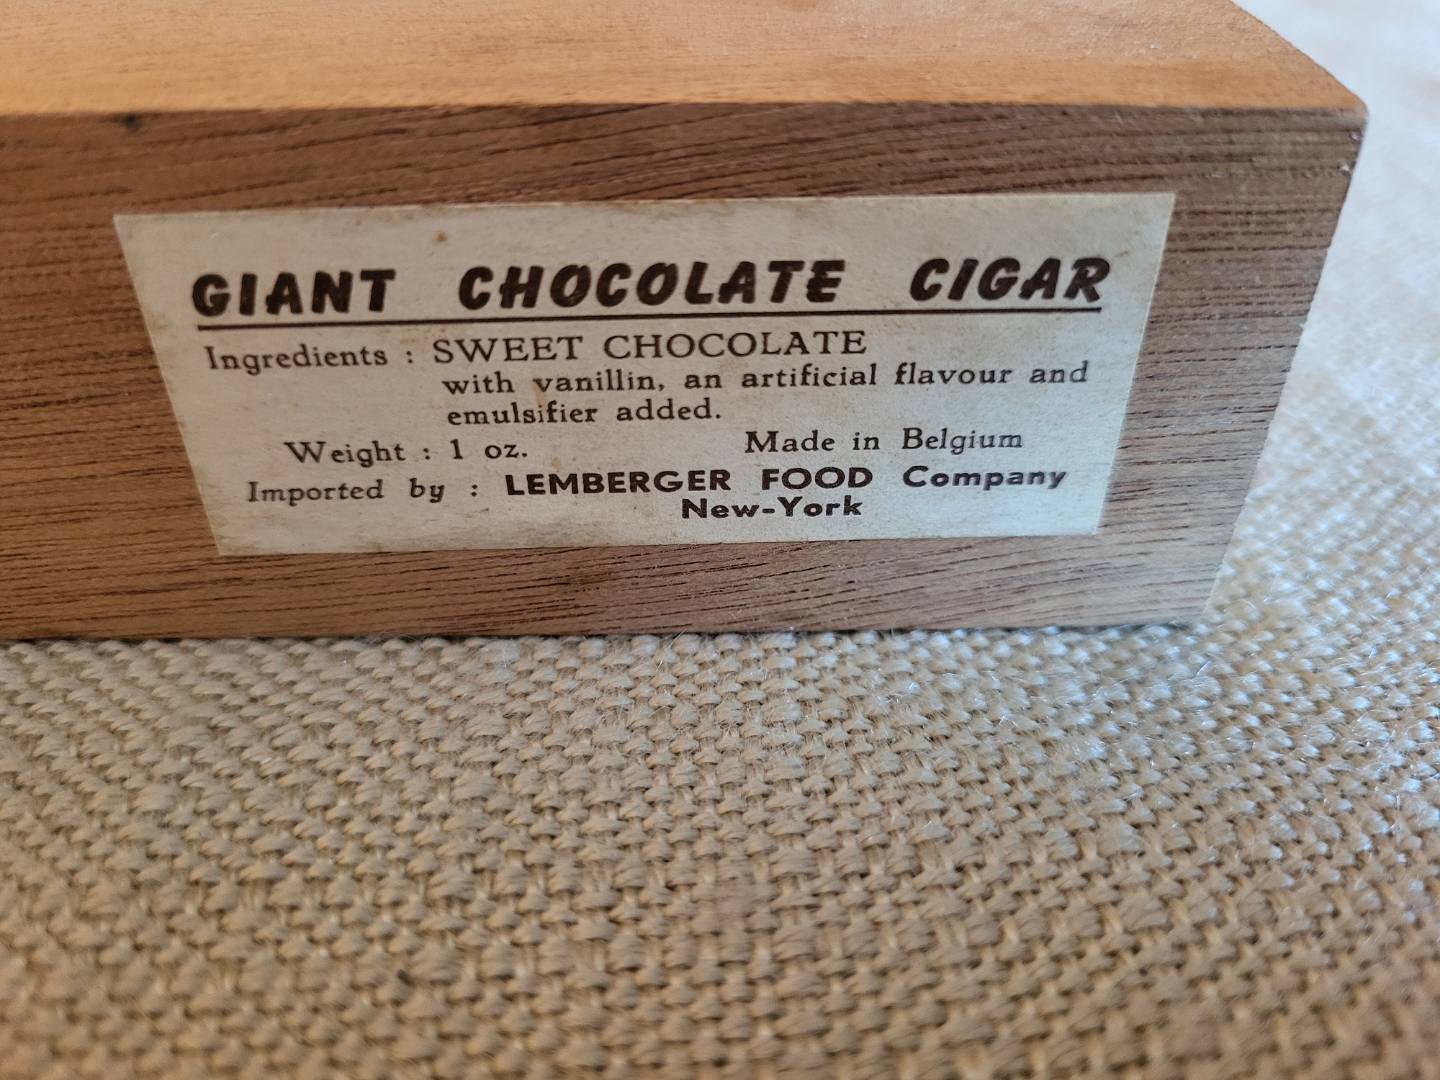 GIANT CHOCOLATE CIGAR
Ingredients : SWEET CHOCOLATE
with vanillin, an artificial flavour and
emulsifier added.
Weight : 1 oz. Made in Belgium
Imported by : LEMBERGER FOOD Company
New-York